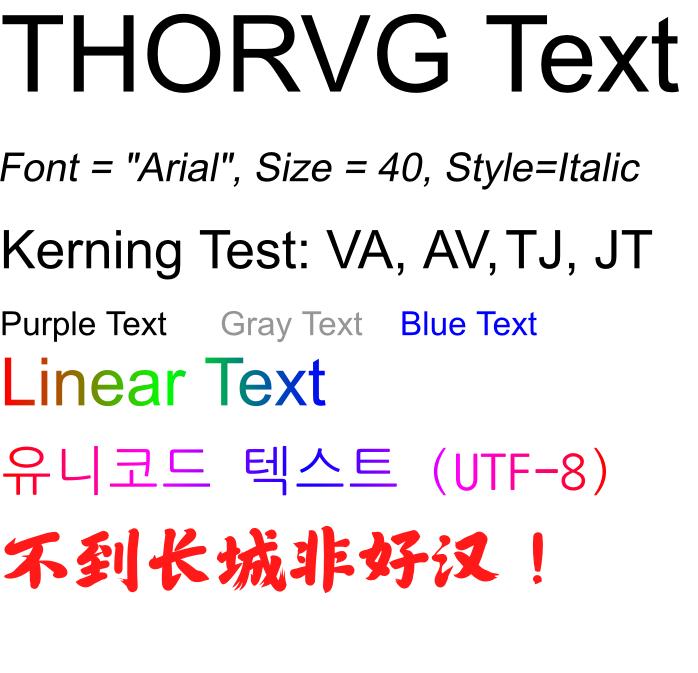 THORVG Text
Font = "Arial", Size = 40, Style=Italic
Kerning Test: VA, AV,TJ, JT
Purple Text Gray Text Blue Text
Linear Text
유니코드 텍스트 (UTF-8)
不到长城非好汉！